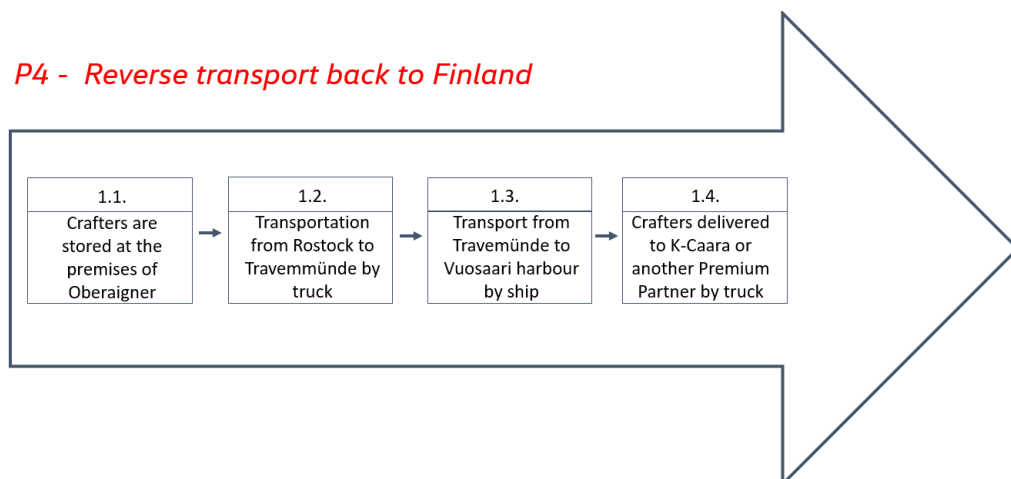 P4 -  Reverse transport back to Finland
1.1.
Crafters are
stored at the
premises of
Oberaigner
1.2.
Transportation
from Rostock to
Travemmünde by
truck
1.3.
Transport from
Travemünde to
Vuosaari harbour
by ship
1.4.
Crafters delivered
to K-Caara or
another Premium
Partner by truck